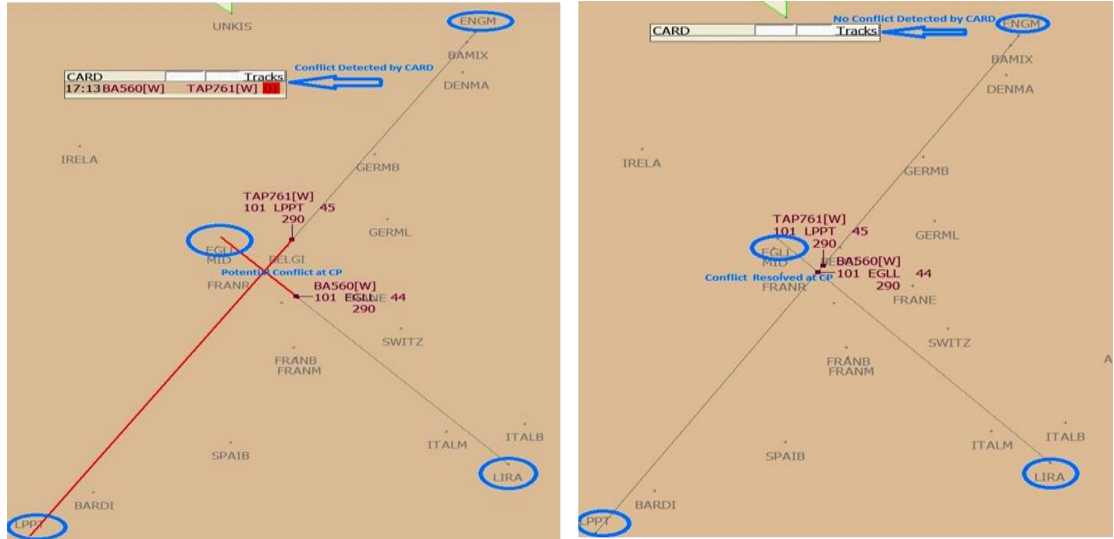 UNKIS
ENGM
BAMIX
Conflict Detected by CARD
CARD Tracks
17:13 BA560[W] TAP761[W] 01
DENMA
IRELA
GERMB
TAP761[W]
101 LPPT 45
290
GERML
EGLL
MID
BELGI
Potential Conflict at CP
FRANR
BA560[W]
101 EGLL 44
290
SWITZ
FRANB
FRANM
ITALB
ITALM
SPAIB
LIRA
BARDI
LPPT
No Conflict Detected by CARD
ENGM
CARD Tracks
BAMIX
DENMA
IRELA
GERMB
TAP761[W]
101 LPPT 45
290
GERML
EGLL
MID
BA560[W]
101 EGLL 44
290
Conflict Resolved at CP
FRANR
FRANE
SWITZ
FRANB
FRANM
A
ITALB
ITALM
SPAIB
LIRA
BARDI
LPPT